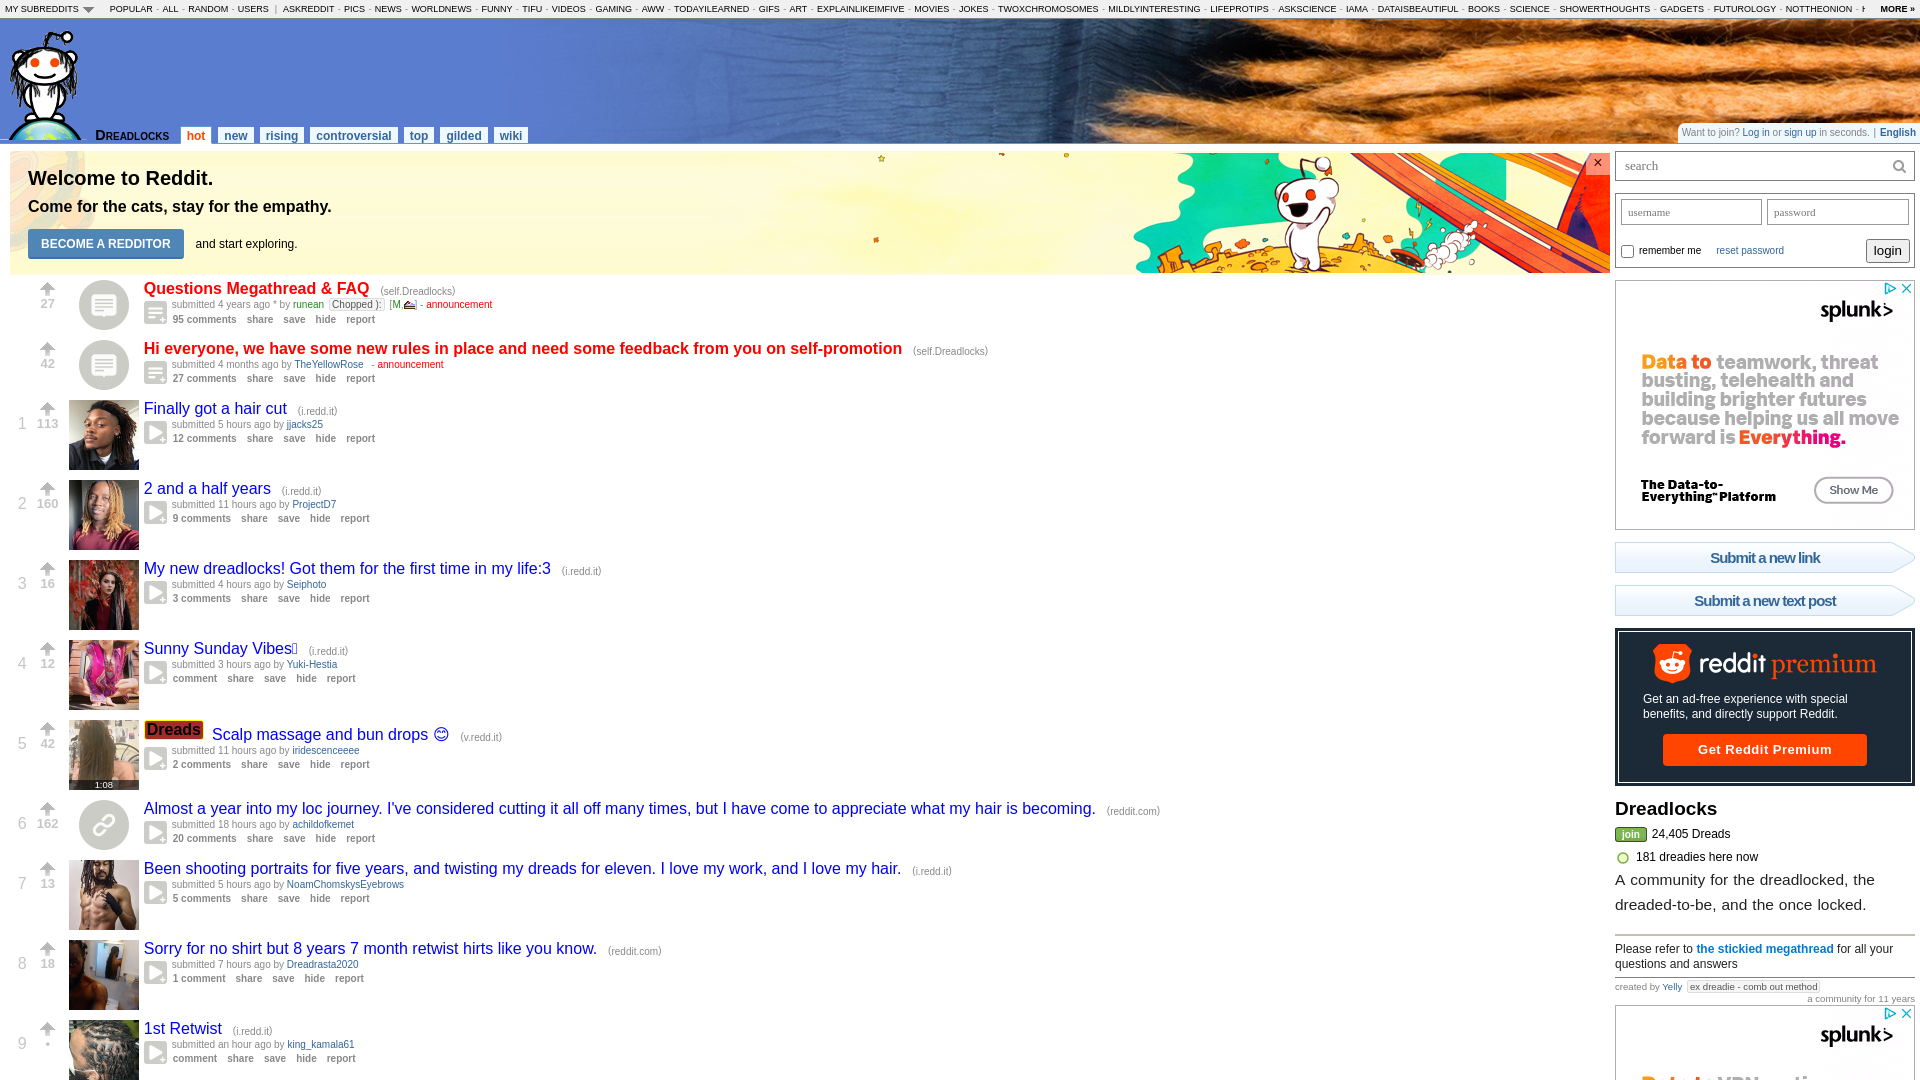 MY SUBREDDITS
POPULAR - ALL - RANDOM - USERS | ASKREDDIT - PICS - NEWS - WORLDNEWS - FUNNY - TIFU - VIDEOS - GAMING - AWW - TODAYILEARNED - GIFS - ART - EXPLAINLIKEIMFIVE - MOVIES - JOKES - TWOXCHROMOSOMES - MILDLYINTERESTING - LIFEPROTIPS - ASKSCIENCE - IAMA - DATAISBEAUTIFUL - BOOKS - SCIENCE - SHOWERTHOUGHTS - GADGETS - FUTUROLOGY - NOTTHEONION -
MORE »
Dreadlocks hot new rising controversial top gilded wiki
Want to join? Log in or sign up in seconds. | English
Welcome to Reddit.
Come for the cats, stay for the empathy.
BECOME A REDDITOR and start exploring.
×
27
Questions Megathread & FAQ (self.Dreadlocks)
submitted 4 years ago * by runean Chopped ): [M,] - announcement
95 comments share save hide report
42
Hi everyone, we have some new rules in place and need some feedback from you on self-promotion (self.Dreadlocks)
submitted 4 months ago by TheYellowRose - announcement
27 comments share save hide report
1
113
Finally got a hair cut (i.redd.it)
submitted 5 hours ago by jjacks25
12 comments share save hide report
2
160
2 and a half years (i.redd.it)
submitted 11 hours ago by ProjectD7
9 comments share save hide report
3
16
My new dreadlocks! Got them for the first time in my life:3 (i.redd.it)
submitted 4 hours ago by Seiphoto
3 comments share save hide report
4
12
Sunny Sunday Vibes (i.redd.it)
submitted 3 hours ago by Yuki-Hestia
comment share save hide report
5
42
1:08
Dreads Scalp massage and bun drops 😊 (v.redd.it)
submitted 11 hours ago by iridescenceeee
2 comments share save hide report
6
162
Almost a year into my loc journey. I've considered cutting it all off many times, but I have come to appreciate what my hair is becoming. (reddit.com)
submitted 18 hours ago by achildofkemet
20 comments share save hide report
7
13
Been shooting portraits for five years, and twisting my dreads for eleven. I love my work, and I love my hair. (i.redd.it)
submitted 5 hours ago by NoamChomskysEyebrows
5 comments share save hide report
8
18
Sorry for no shirt but 8 years 7 month retwist hirts like you know. (reddit.com)
submitted 7 hours ago by Dreadrasta2020
1 comment share save hide report
9
•
1st Retwist (i.redd.it)
submitted an hour ago by king_kamala61
comment share save hide report
search
username password
remember me reset password login
splunk>
Data to teamwork, threat
busting, telehealth and
building brighter futures
because helping us all move
forward is Everything.
The Data-to-
Everything™ Platform
Show Me
Submit a new link
Submit a new text post
reddit premium
Get an ad-free experience with special
benefits, and directly support Reddit.
Get Reddit Premium
Dreadlocks
join 24,405 Dreads
181 dreadies here now
A community for the dreadlocked, the
dreaded-to-be, and the once locked.
Please refer to the stickied megathread for all your
questions and answers
created by Yelly ex dreadie - comb out method
a community for 11 years
splunk>